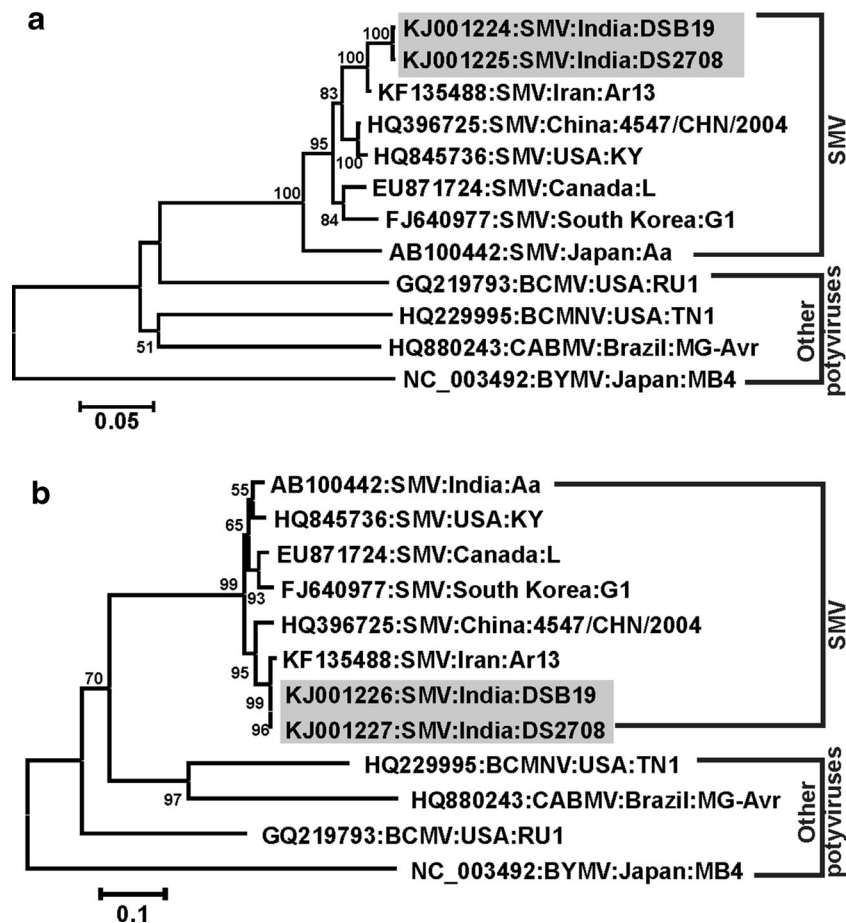 a
100
KJ001224:SMV:India:DSB19
100
KJ001225:SMV:India:DS2708
83
KF135488:SMV:Iran:Ar13
HQ396725:SMV:China:4547/CHN/2004
95
100
HQ845736:SMV:USA:KY
100
EU871724:SMV:Canada:L
84
FJ640977:SMV:South Korea:G1
AB100442:SMV:Japan:Aa
SMV
GQ219793:BCMV:USA:RU1
HQ229995:BCMNV:USA:TN1
51
HQ880243:CABMV:Brazil:MG-Avr
NC_003492:BYMV:Japan:MB4
Other
potyviruses
0.05
b
55
AB100442:SMV:India:Aa
65
HQ845736:SMV:USA:KY
EU871724:SMV:Canada:L
99
93
FJ640977:SMV:South Korea:G1
HQ396725:SMV:China:4547/CHN/2004
95
KF135488:SMV:Iran:Ar13
99
KJ001226:SMV:India:DSB19
96
KJ001227:SMV:India:DS2708
SMV
70
HQ229995:BCMNV:USA:TN1
97
HQ880243:CABMV:Brazil:MG-Avr
GQ219793:BCMV:USA:RU1
NC_003492:BYMV:Japan:MB4
Other
potyviruses
0.1